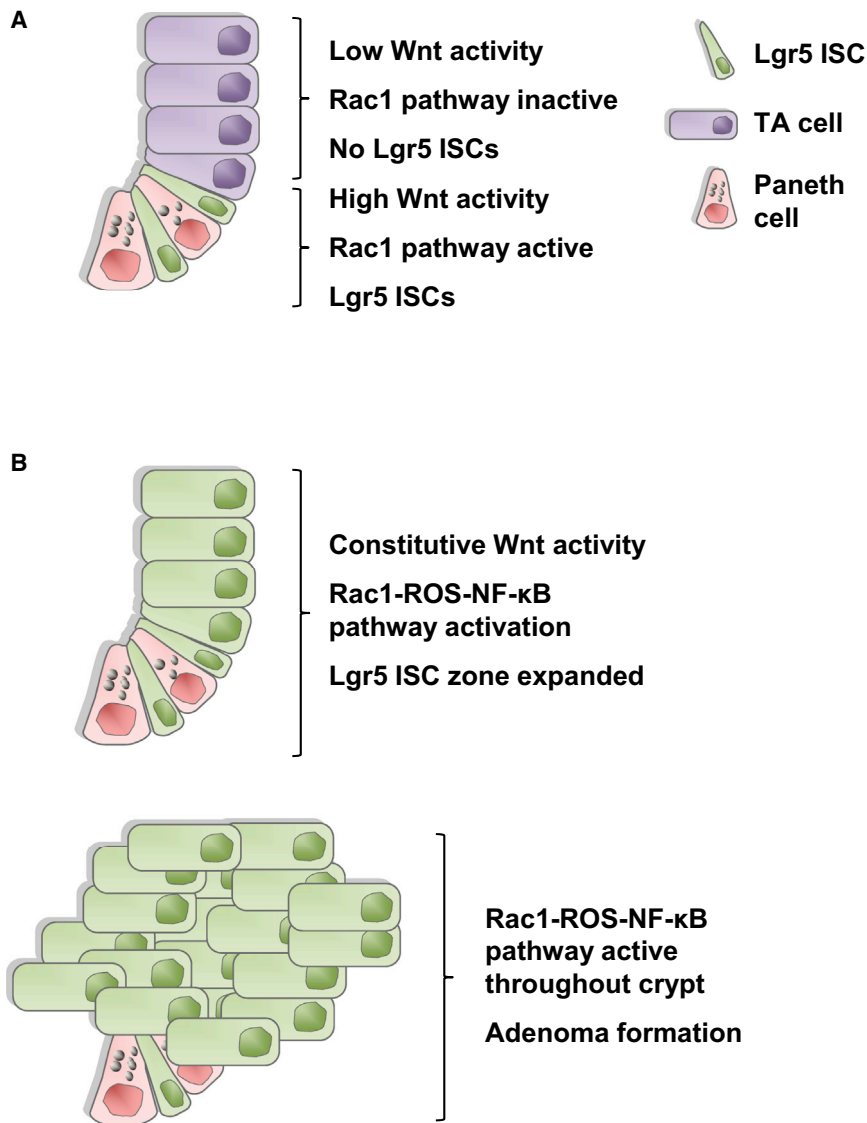 A
Low Wnt activity
Rac1 pathway inactive
No Lgr5 ISCs
High Wnt activity
Rac1 pathway active
Lgr5 ISCs
Lgr5 ISC
TA cell
Paneth
cell
B
Constitutive Wnt activity
Rac1-ROS-NF-κB
pathway activation
Lgr5 ISC zone expanded
Rac1-ROS-NF-κB
pathway active
throughout crypt
Adenoma formation